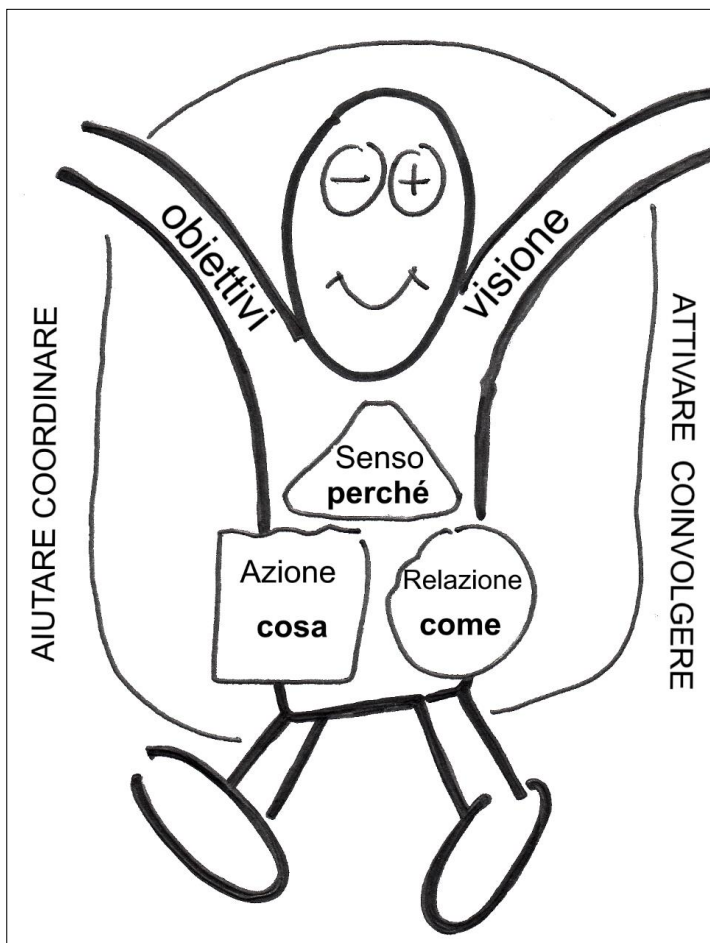 obiettivi
visione
Senso
perché
Azione
cosa
Relazione
come
AIUTARE COORDINARE
ATTIVARE COINVOLGERE